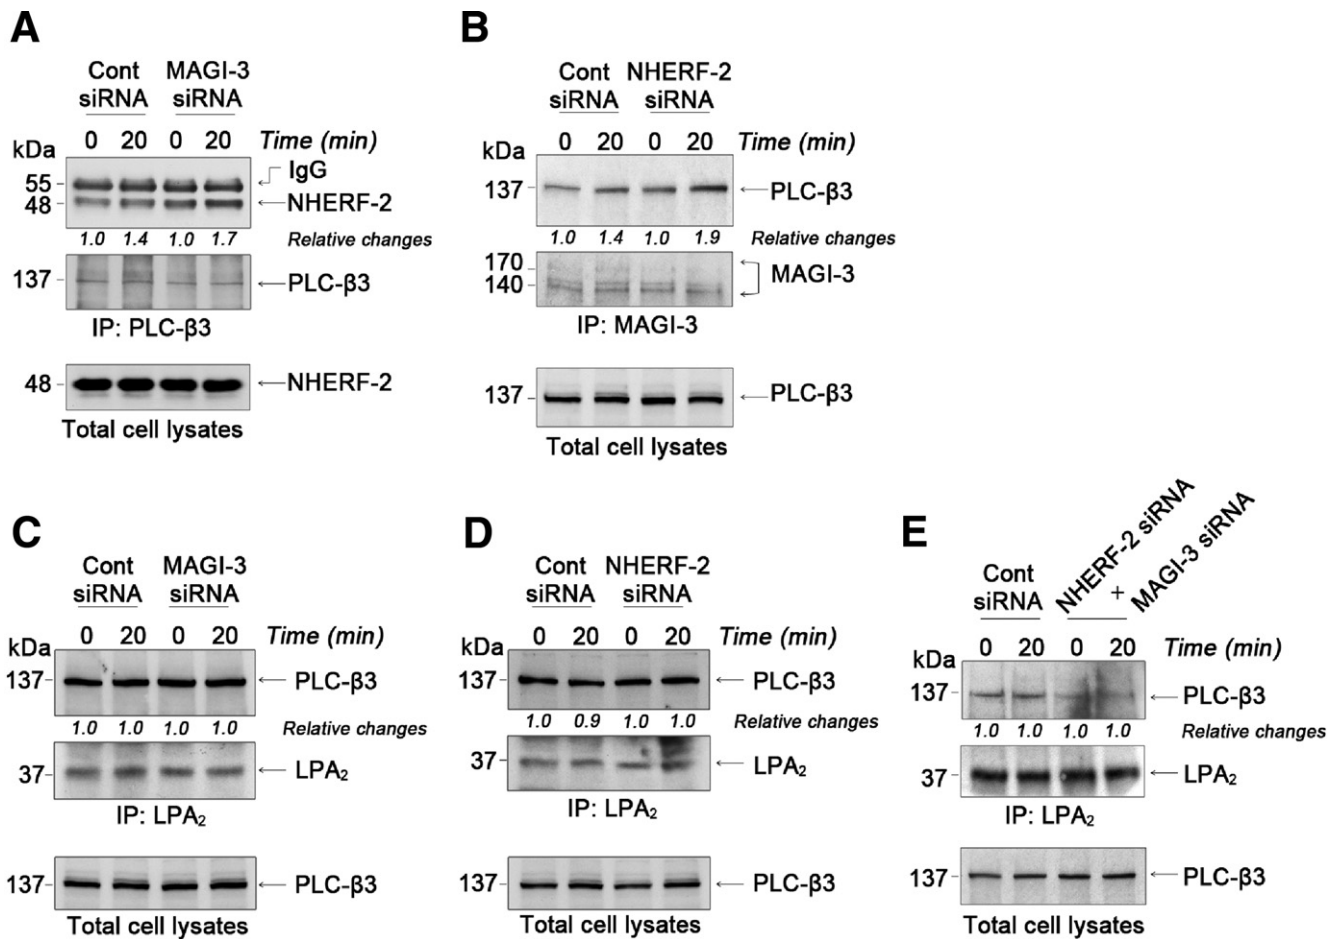 A
Cont MAGI-3
siRNA siRNA
0 20 0 20 Time (min)
kDa
55 IgG
48 NHERF-2
1.0 1.4 1.0 1.7 Relative changes
137 PLC-β3
IP: PLC-β3
48 NHERF-2
Total cell lysates
B
Cont NHERF-2
siRNA siRNA
0 20 0 20 Time (min)
kDa
137 PLC-β3
1.0 1.4 1.0 1.9 Relative changes
170
140 MAGI-3
IP: MAGI-3
137 PLC-β3
Total cell lysates
C
Cont MAGI-3
siRNA siRNA
0 20 0 20 Time (min)
kDa
137 PLC-β3
1.0 1.0 1.0 1.0 Relative changes
37 LPA₂
IP: LPA₂
137 PLC-β3
Total cell lysates
D
Cont NHERF-2
siRNA siRNA
0 20 0 20 Time (min)
kDa
137 PLC-β3
1.0 0.9 1.0 1.0 Relative changes
37 LPA₂
IP: LPA₂
137 PLC-β3
Total cell lysates
E
Cont
siRNA
NHERF-2 siRNA
+
MAGI-3 siRNA
0 20 0 20 Time (min)
kDa
137 PLC-β3
1.0 1.0 1.0 1.0 Relative changes
37 LPA₂
IP: LPA₂
137 PLC-β3
Total cell lysates